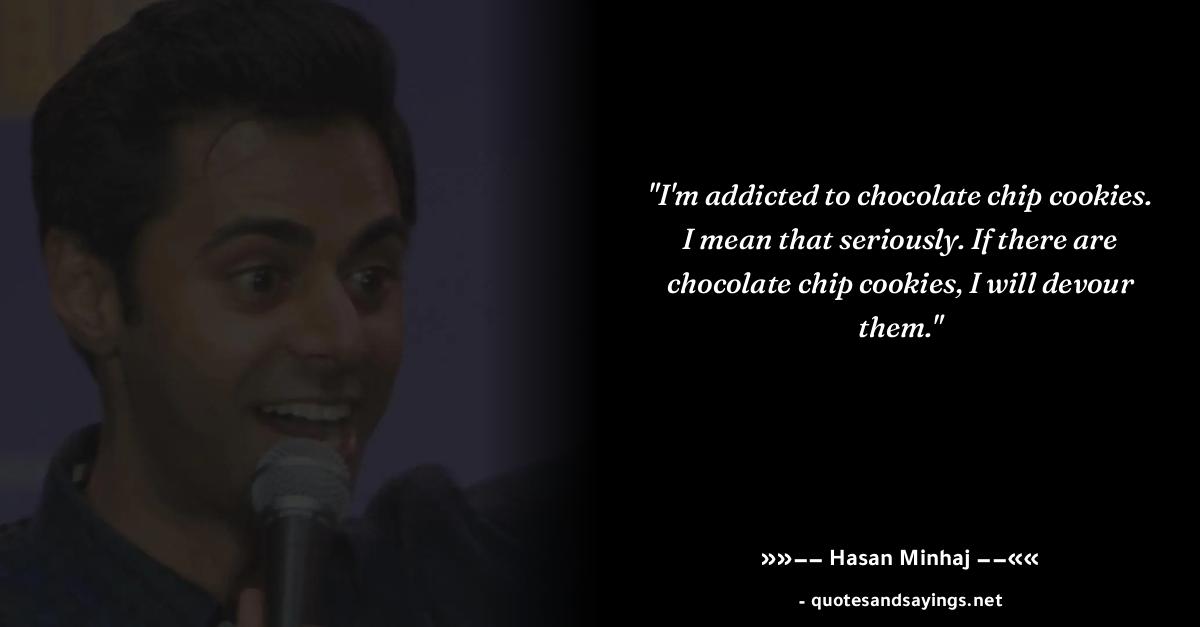 "I'm addicted to chocolate chip cookies.
I mean that seriously. If there are
chocolate chip cookies, I will devour
them."
»»–– Hasan Minhaj ––««
- quotesandsayings.net